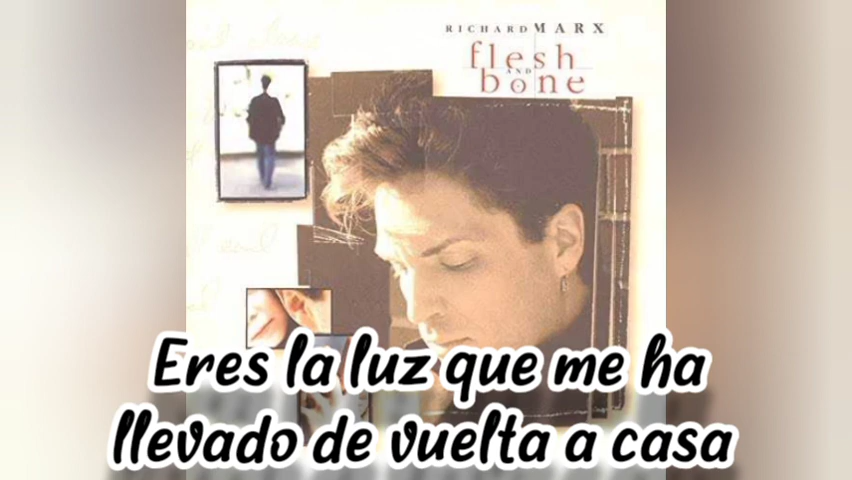 RICHARD MARX
flesh
AND
bone
Eres la luz que me ha
llevado de vuelta a casa